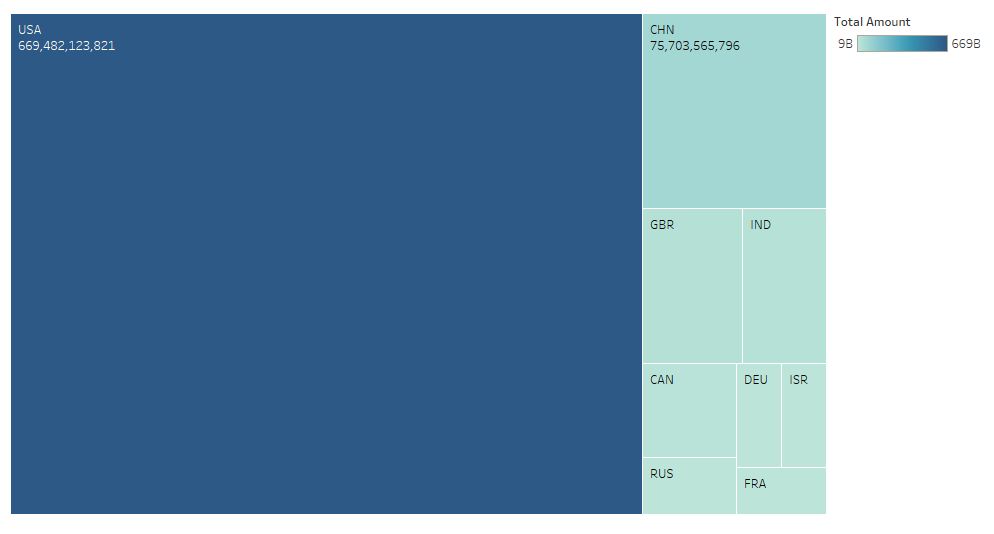 USA
669,482,123,821
CHN
75,703,565,796
GBR
IND
CAN
DEU
ISR
RUS
FRA
Total Amount
9B
669B